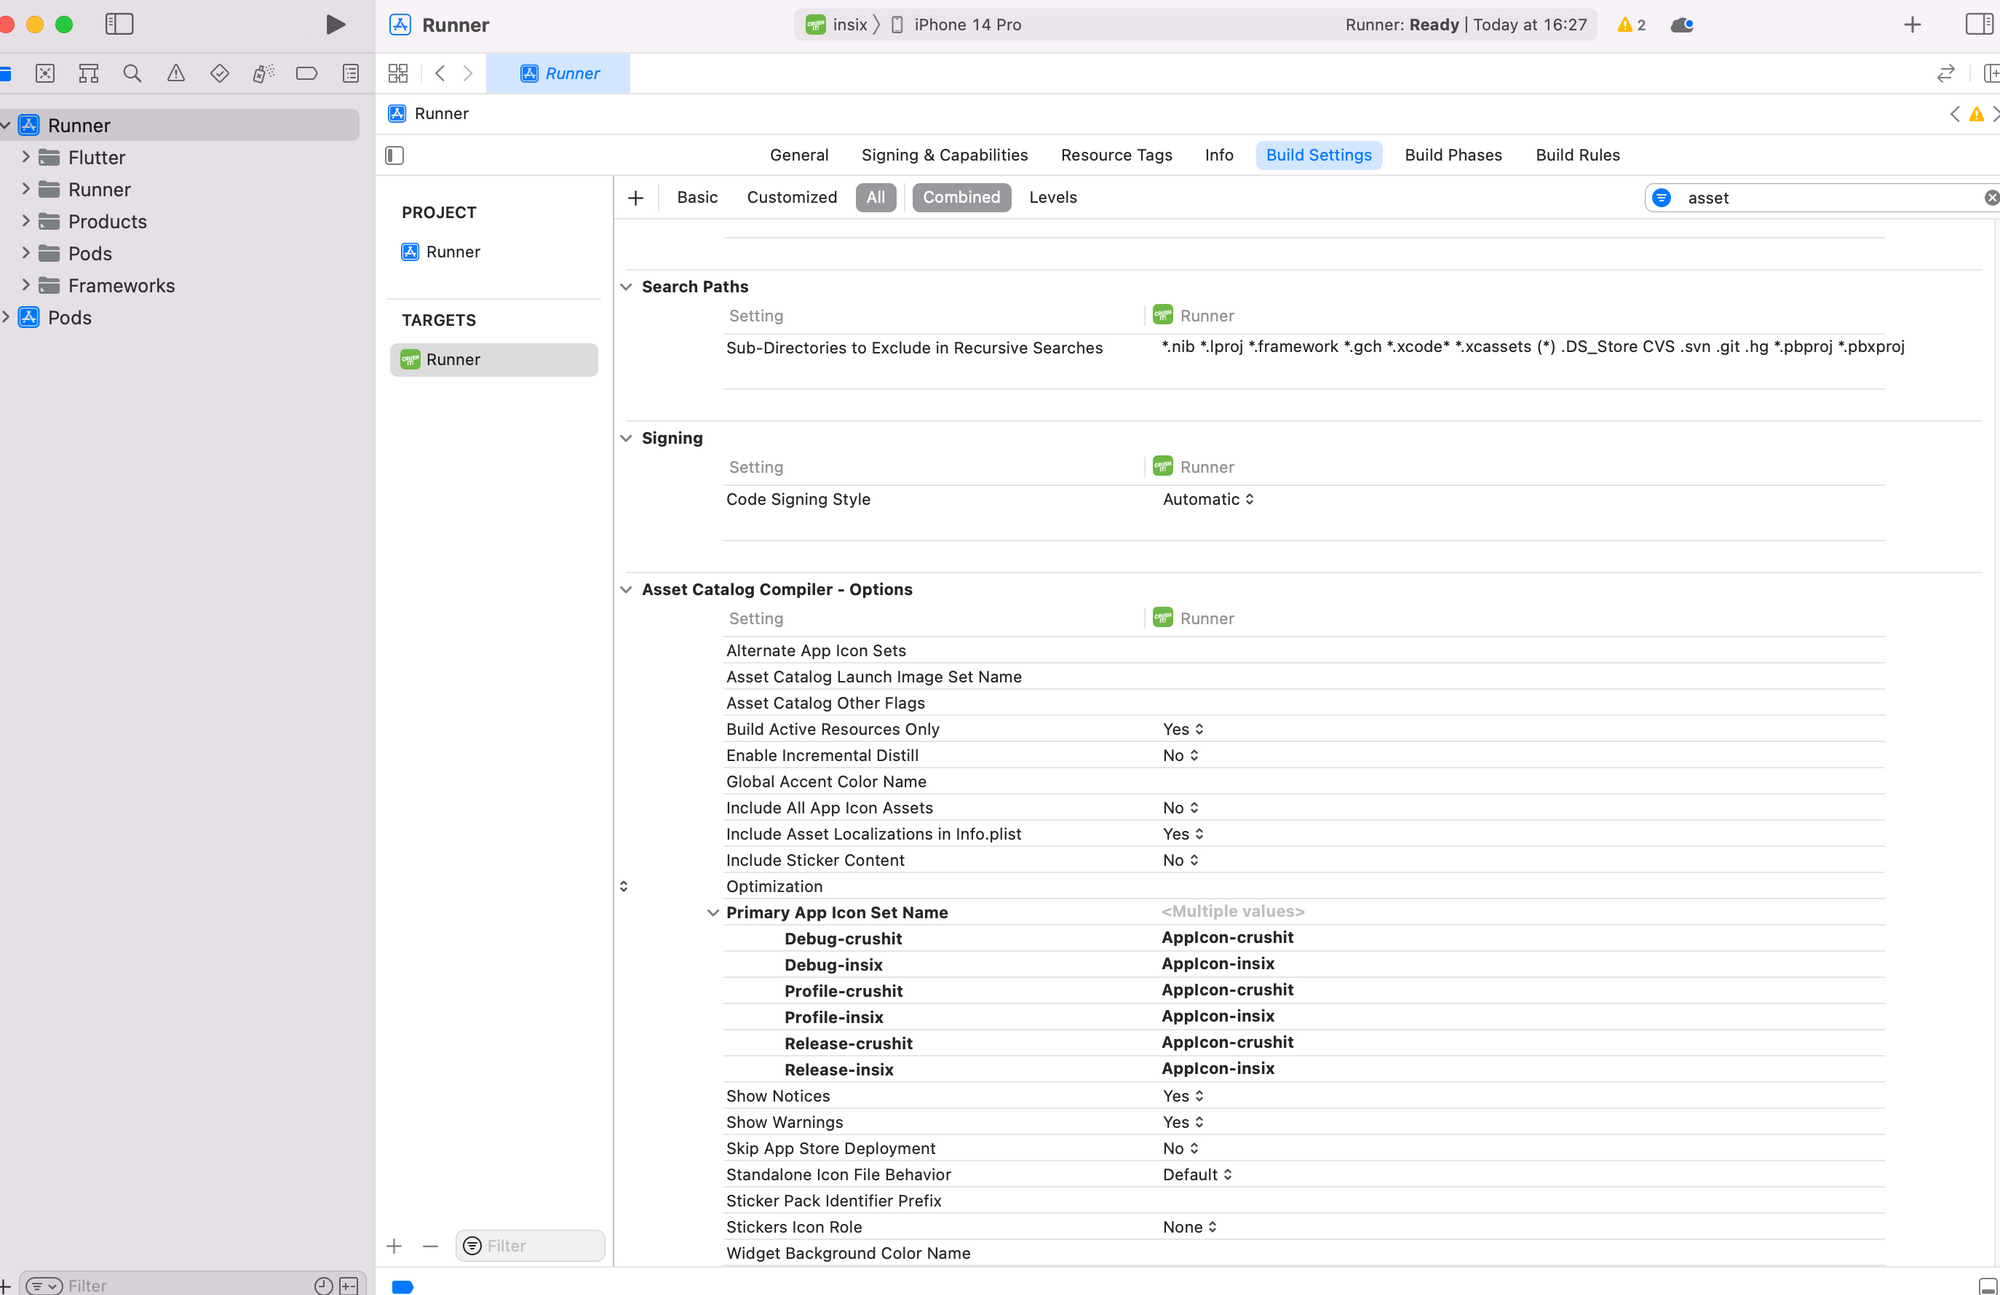 Runner
insix
iPhone 14 Pro
Runner: Ready | Today at 16:27
2
Runner
Runner
Runner
Flutter
Runner
Products
Pods
Frameworks
Pods
General
Signing & Capabilities
Resource Tags
Info
Build Settings
Build Phases
Build Rules
PROJECT
Runner
TARGETS
Runner
Basic
Customized
All
Combined
Levels
asset
Search Paths
Setting
Runner
Sub-Directories to Exclude in Recursive Searches
*.nib *.lproj *.framework *.gch *.xcode* *.xcassets (*) .DS_Store CVS .svn .git .hg *.pbproj *.pbxproj
Signing
Setting
Runner
Code Signing Style
Automatic
Asset Catalog Compiler - Options
Setting
Runner
Alternate App Icon Sets
Asset Catalog Launch Image Set Name
Asset Catalog Other Flags
Build Active Resources Only
Yes
Enable Incremental Distill
No
Global Accent Color Name
Include All App Icon Assets
No
Include Asset Localizations in Info.plist
Yes
Include Sticker Content
No
Optimization
Primary App Icon Set Name
<Multiple values>
Debug-crushit
AppIcon-crushit
Debug-insix
AppIcon-insix
Profile-crushit
AppIcon-crushit
Profile-insix
AppIcon-insix
Release-crushit
AppIcon-crushit
Release-insix
AppIcon-insix
Show Notices
Yes
Show Warnings
Yes
Skip App Store Deployment
No
Standalone Icon File Behavior
Default
Sticker Pack Identifier Prefix
Stickers Icon Role
None
Widget Background Color Name
Filter
Filter